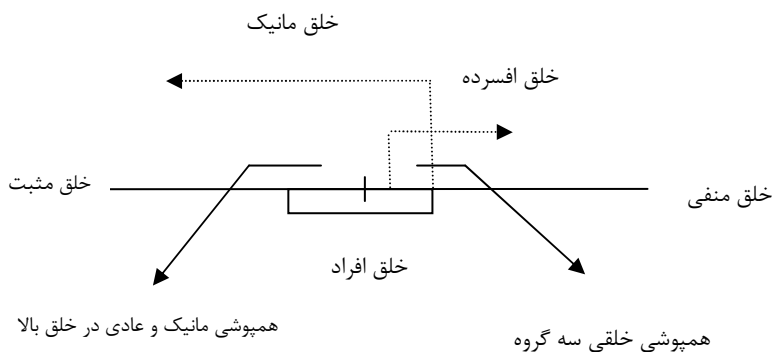 خلق مانیک
خلق افسرده
خلق مثبت
خلق منفی
خلق افراد
همپوشی مانیک و عادی در خلق بالا
همپوشی خلقی سه گروه